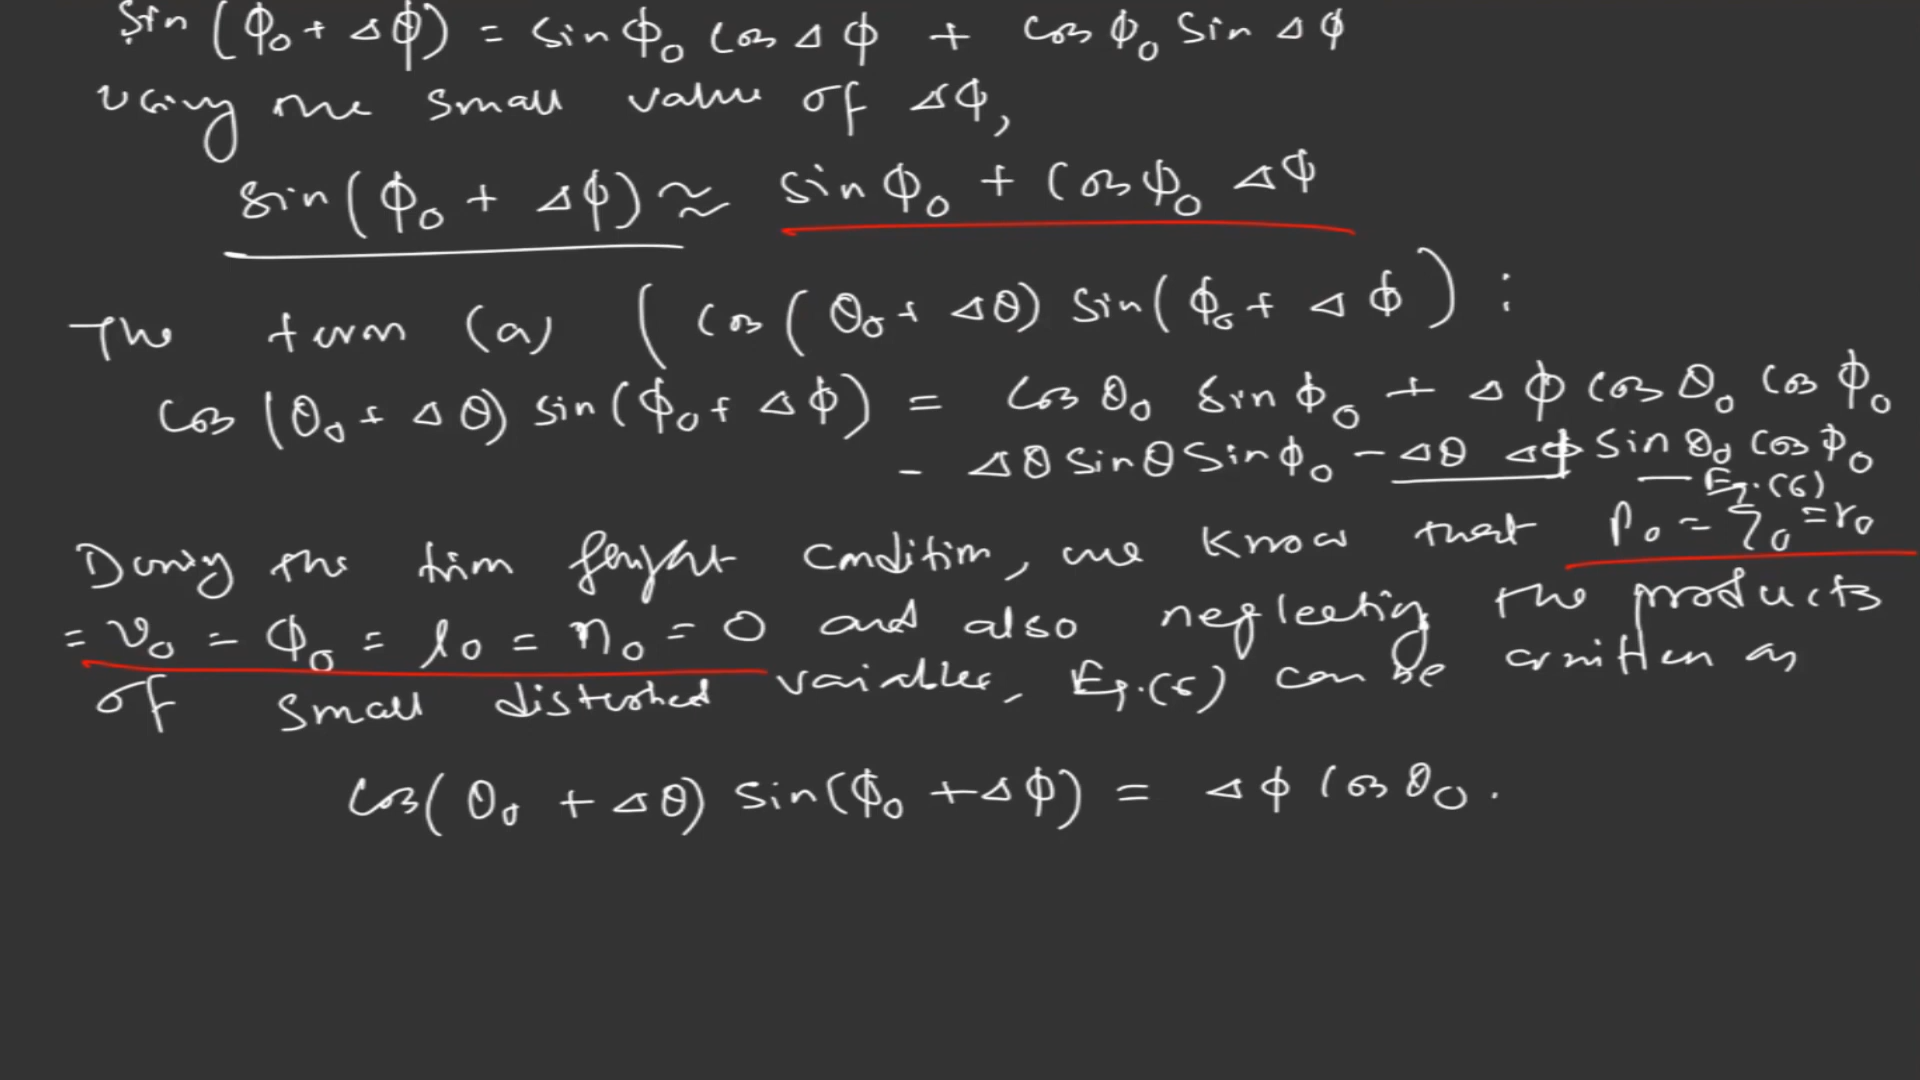 sin (ϕ₀ + Δϕ) = sin ϕ₀ cos Δϕ + cos ϕ₀ sin Δϕ
using the small value of Δϕ,
sin(ϕ₀ + Δϕ) ≈ sin ϕ₀ + cos ϕ₀ Δϕ
The term (a) (cos(θ₀ + Δθ) sin(ϕ₀ + Δϕ) :
cos (θ₀ + Δθ) sin(ϕ₀ + Δϕ) = cos θ₀ sin ϕ₀ + Δϕ cos θ₀ cos ϕ₀
- Δθ sin θ sin ϕ₀ - Δθ Δϕ sin θ₀ cos ϕ₀
— Eq.(6)
During the trim flight condition, we know that p₀ = q₀ = r₀
= v₀ = ϕ₀ = l₀ = n₀ = 0 and also neglecting the products
of small disturbed variables, Eq.(6) can be written as
cos(θ₀ + Δθ) sin(ϕ₀ + Δϕ) = Δϕ cos θ₀ .